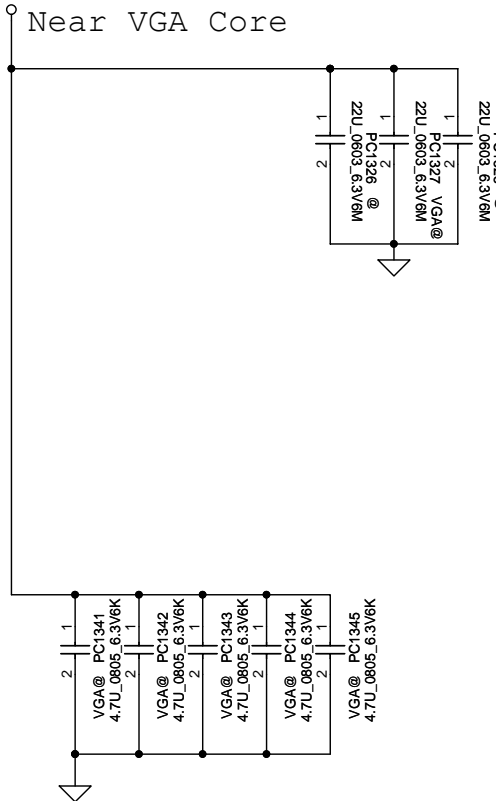 Near VGA Core
1
2
PC1326 @
22U_0603_6.3V6M
1
2
PC1327 VGA@
22U_0603_6.3V6M
1
2
22U_0603_6.3V6M
1
2
VGA@ PC1341
4.7U_0805_6.3V6K
1
2
VGA@ PC1342
4.7U_0805_6.3V6K
1
2
VGA@ PC1343
4.7U_0805_6.3V6K
1
2
VGA@ PC1344
4.7U_0805_6.3V6K
1
2
VGA@ PC1345
4.7U_0805_6.3V6K